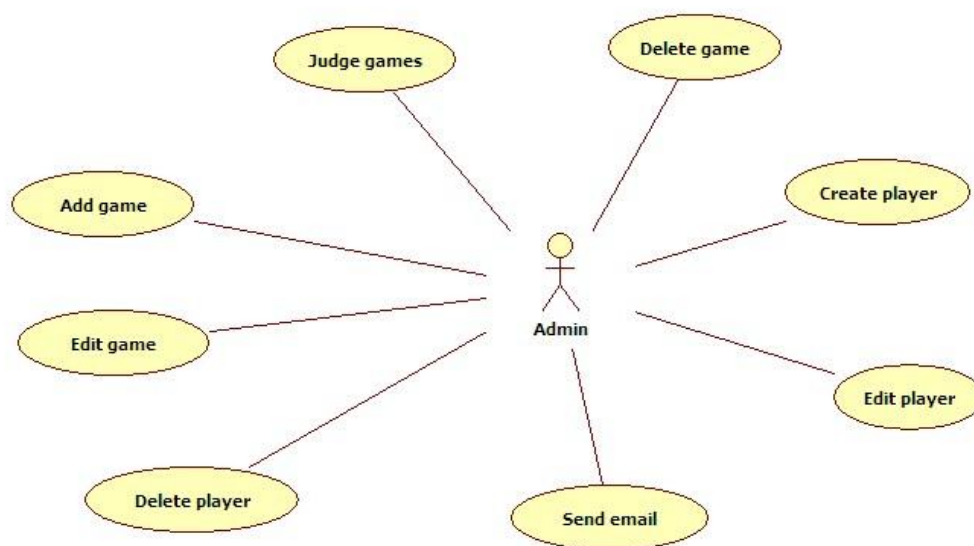 Judge games
Delete game
Add game
Create player
Admin
Edit game
Edit player
Delete player
Send email